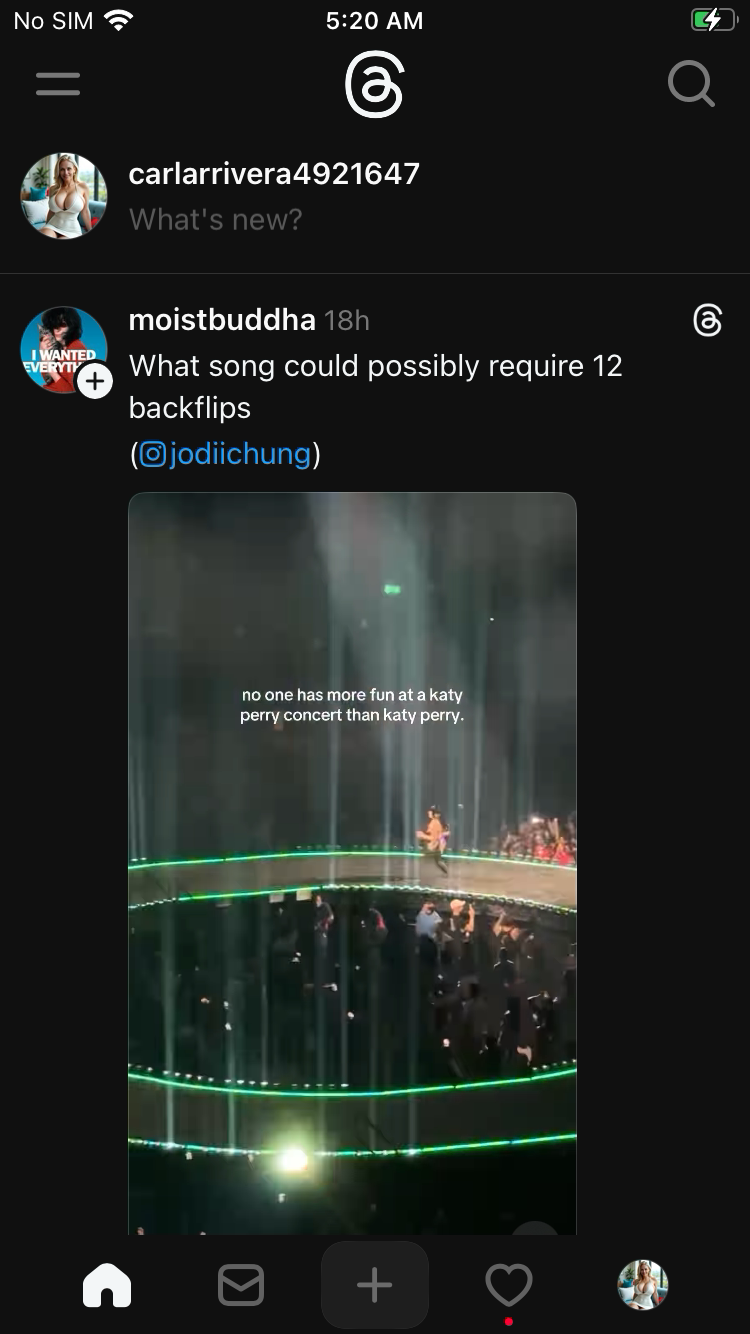 No SIM 5:20 AM
carlarrivera4921647
What's new?
moistbuddha 18h
I WANTED
What song could possibly require 12
backflips
(jodiichung)
no one has more fun at a katy
perry concert than katy perry.